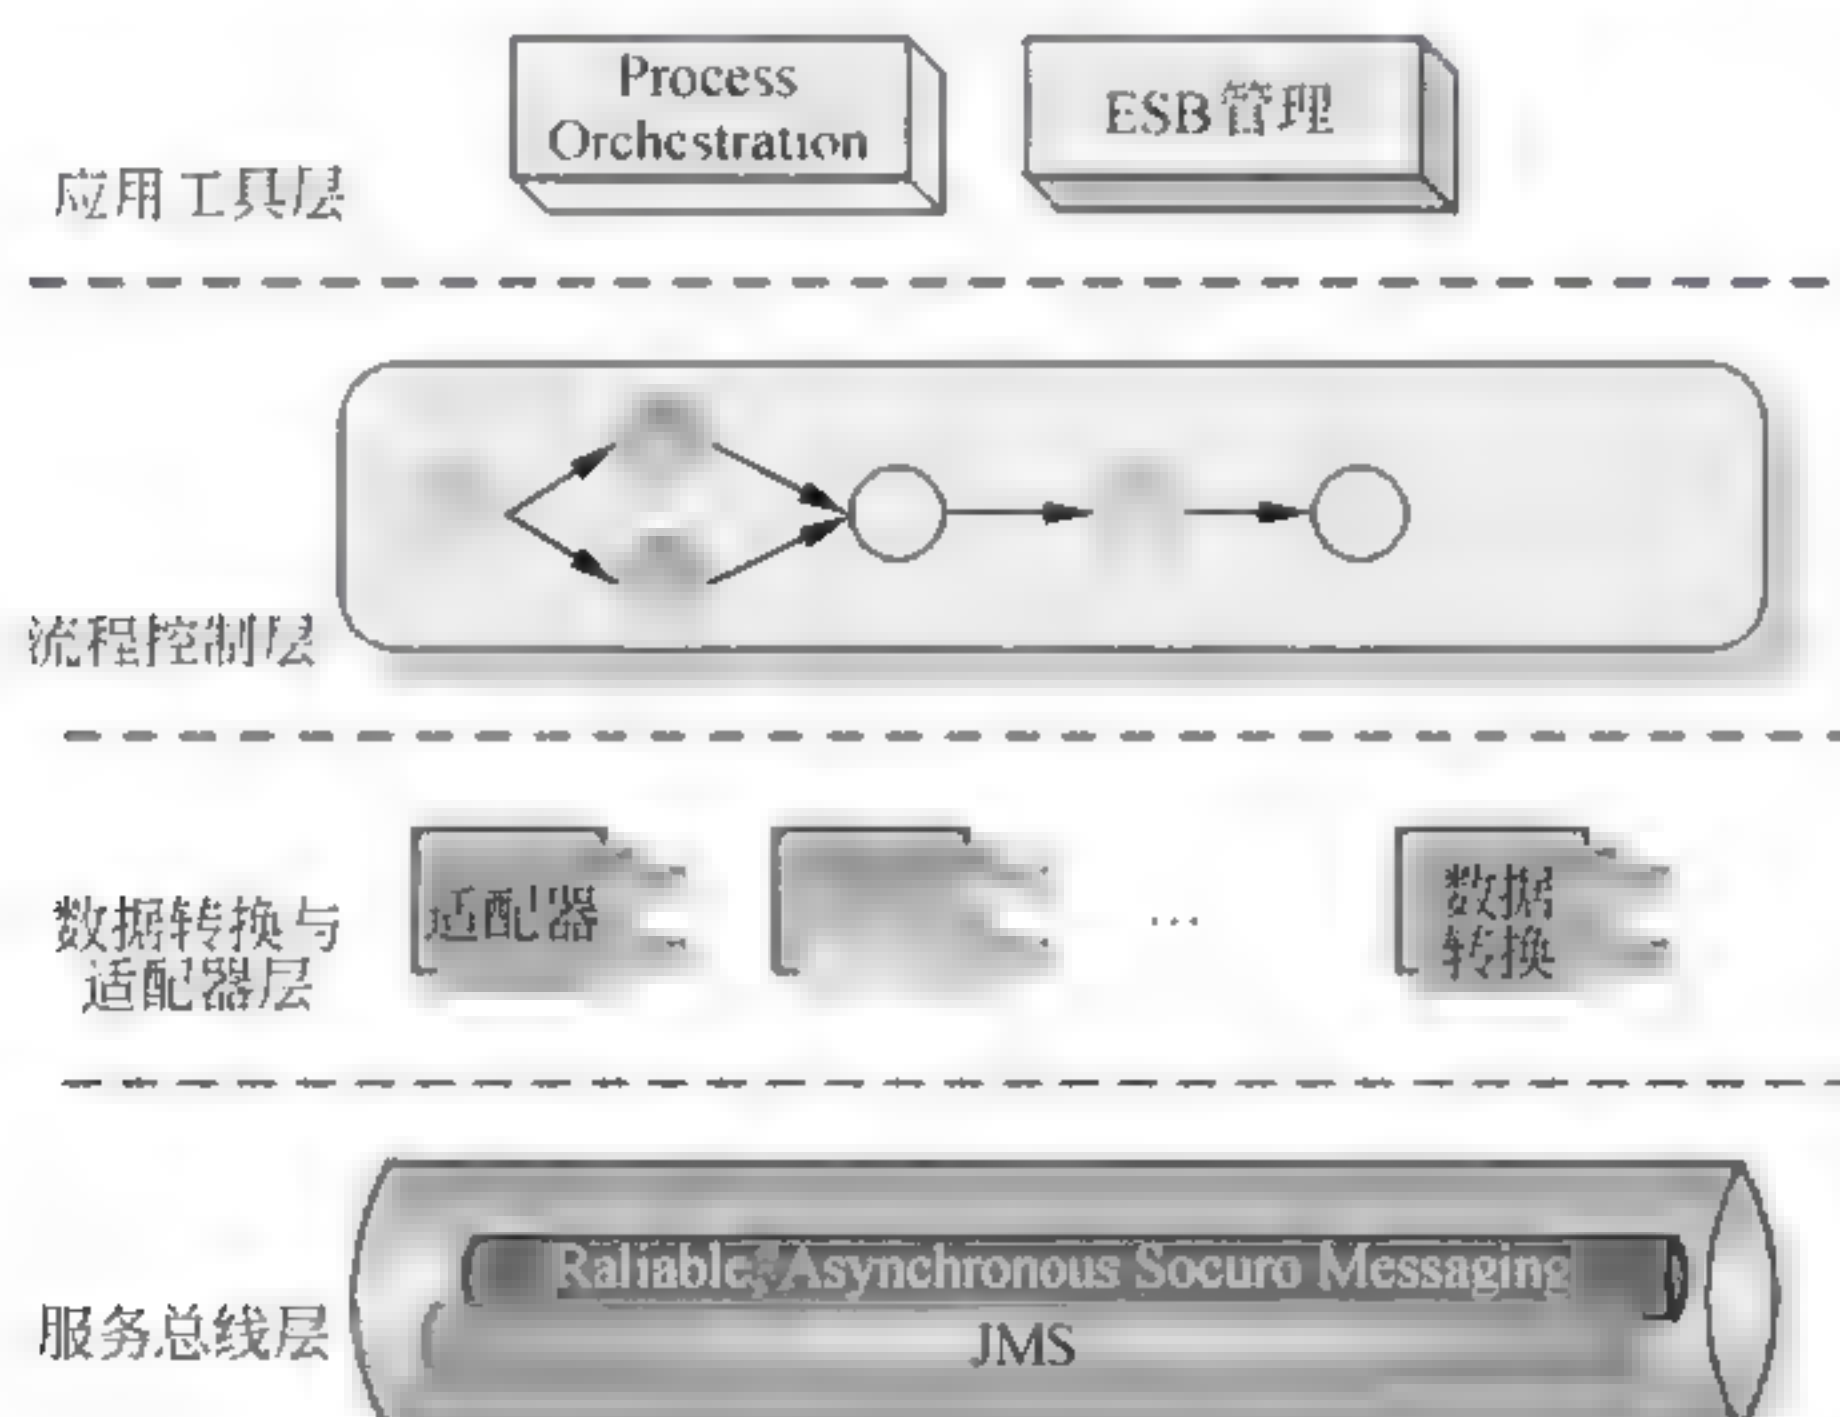 Process
Orchestration
ESB管理
应用工具层
流程控制层
适配器
…
数据
转换
数据转换与
适配器层
Raliable, Asynchronous Socuro Messaging
JMS
服务总线层